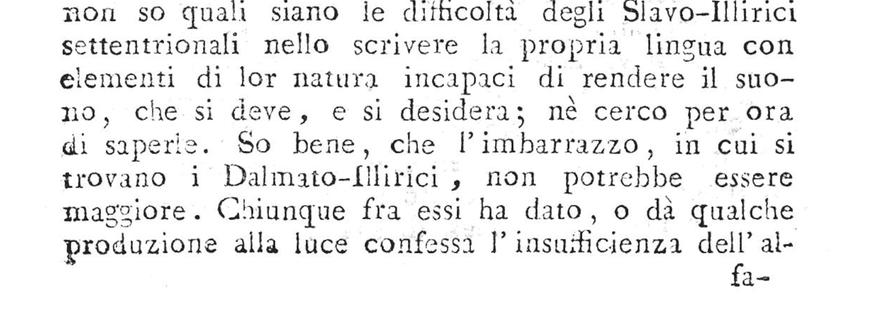 non so quali siano le difficoltà degli Slavo-Illirici
settentrionali nello scrivere la propria lingua con
elementi di lor natura incapaci di rendere il suo-
no, che si deve, e si desidera; nè cerco per ora
di saperle. So bene, che l'imbarrazzo, in cui si
trovano i Dalmato-Illirici, non potrebbe essere
maggiore. Chiunque fra essi ha dato, o dà qualche
produzione alla luce confessa l'insufficienza dell'al-
fa-